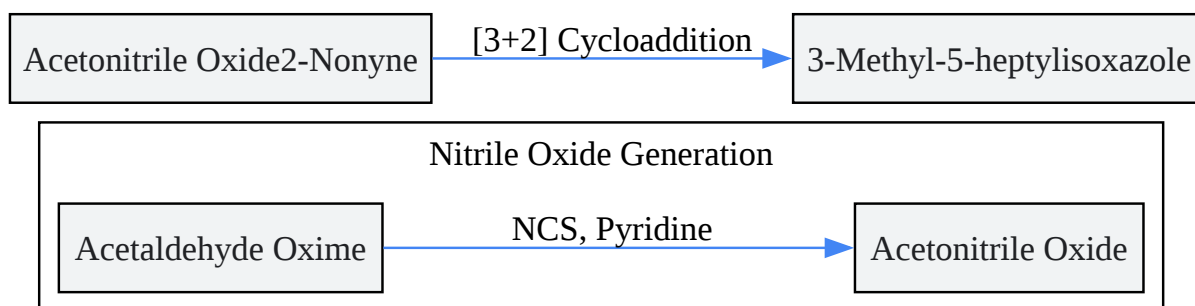 Acetonitrile Oxide2-Nonyne
[3+2] Cycloaddition
3-Methyl-5-heptylisoxazole
Nitrile Oxide Generation
Acetaldehyde Oxime
NCS, Pyridine
Acetonitrile Oxide